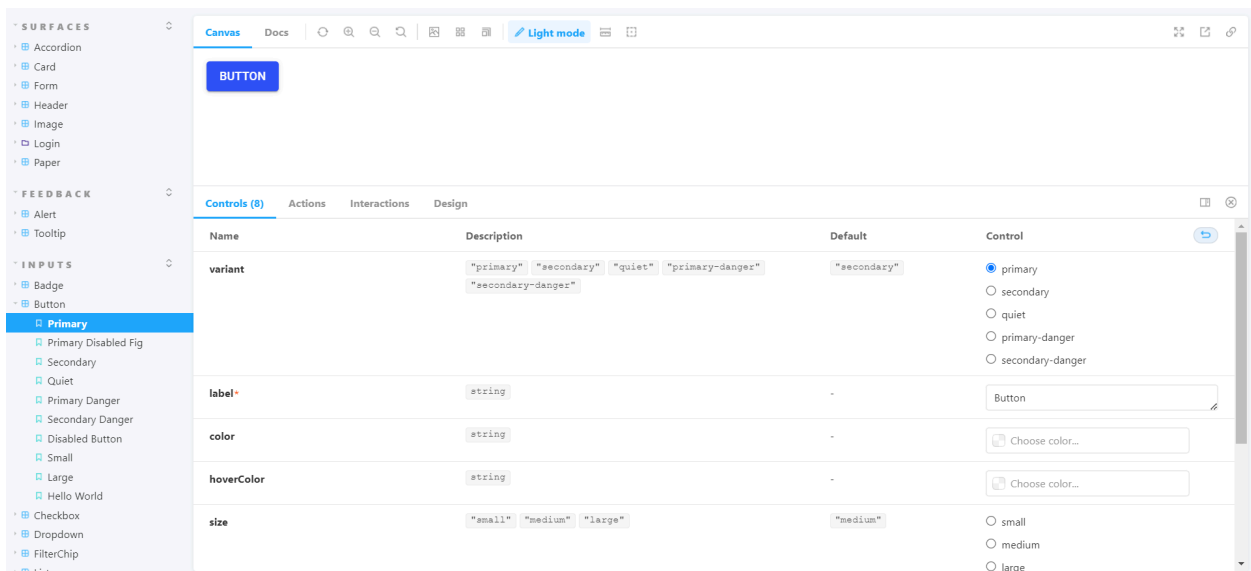 SURFACES
Accordion
Card
Form
Header
Image
Login
Paper
FEEDBACK
Alert
Tooltip
INPUTS
Badge
Button
Primary
Primary Disabled Fig
Secondary
Quiet
Primary Danger
Secondary Danger
Disabled Button
Small
Large
Hello World
Checkbox
Dropdown
FilterChip
Canvas Docs Light mode
BUTTON
Controls (8) Actions Interactions Design
Name Description Default Control
variant "primary" "secondary" "quiet" "primary-danger" "secondary" primary
"secondary-danger"
secondary
quiet
primary-danger
secondary-danger
label* string - Button
color string - Choose color...
hoverColor string - Choose color...
size "small" "medium" "large" "medium" small
medium
large